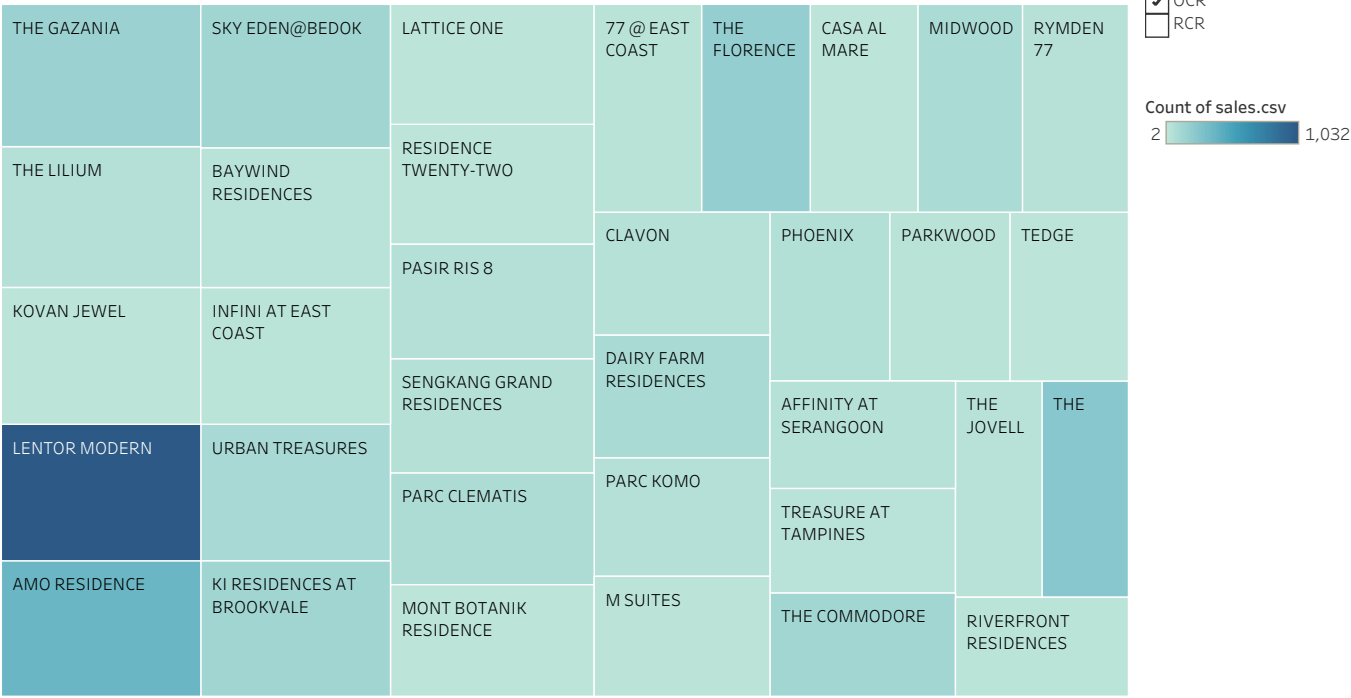 THE GAZANIA
THE LILIUM
KOVAN JEWEL
LENTOR MODERN
AMO RESIDENCE
SKY EDEN@BEDOK
BAYWIND
RESIDENCES
INFINI AT EAST
COAST
URBAN TREASURES
KI RESIDENCES AT
BROOKVALE
LATTICE ONE
RESIDENCE
TWENTY-TWO
PASIR RIS 8
SENGKANG GRAND
RESIDENCES
PARC CLEMATIS
MONT BOTANIK
RESIDENCE
77 @ EAST
COAST
THE
FLORENCE
CASA AL
MARE
MIDWOOD
RYMDEN
77
CLAVON
DAIRY FARM
RESIDENCES
PARC KOMO
M SUITES
PHOENIX
PARKWOOD
TEDGE
AFFINITY AT
SERANGOON
TREASURE AT
TAMPINES
THE COMMODORE
THE
JOVELL
THE
RIVERFRONT
RESIDENCES
OCR
RCR
Count of sales.csv
2 1,032